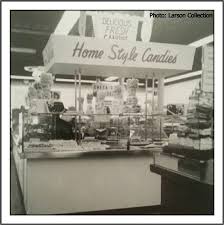 Photo: Larson Collection
DELICIOUS
FRESH
Home Style Candies